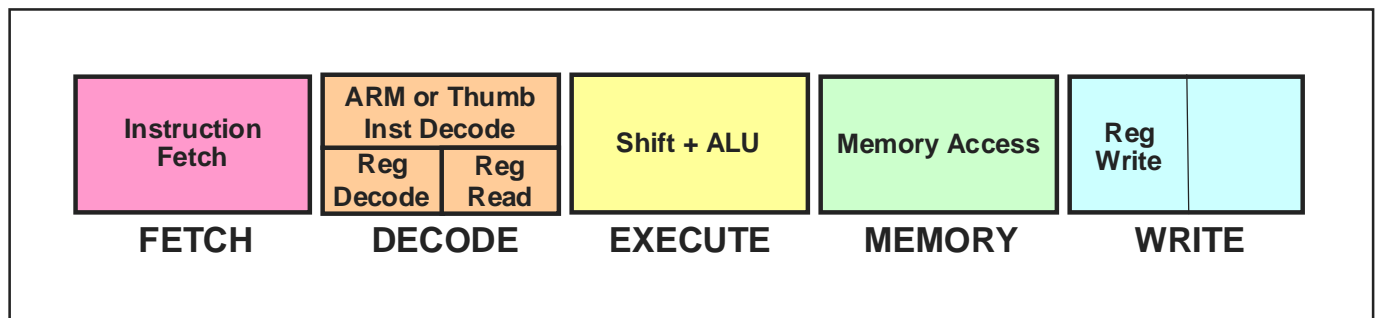 Instruction
Fetch
ARM or Thumb
Inst Decode
Reg
Decode
Reg
Read
Shift + ALU
Memory Access
Reg
Write
FETCH
DECODE
EXECUTE
MEMORY
WRITE